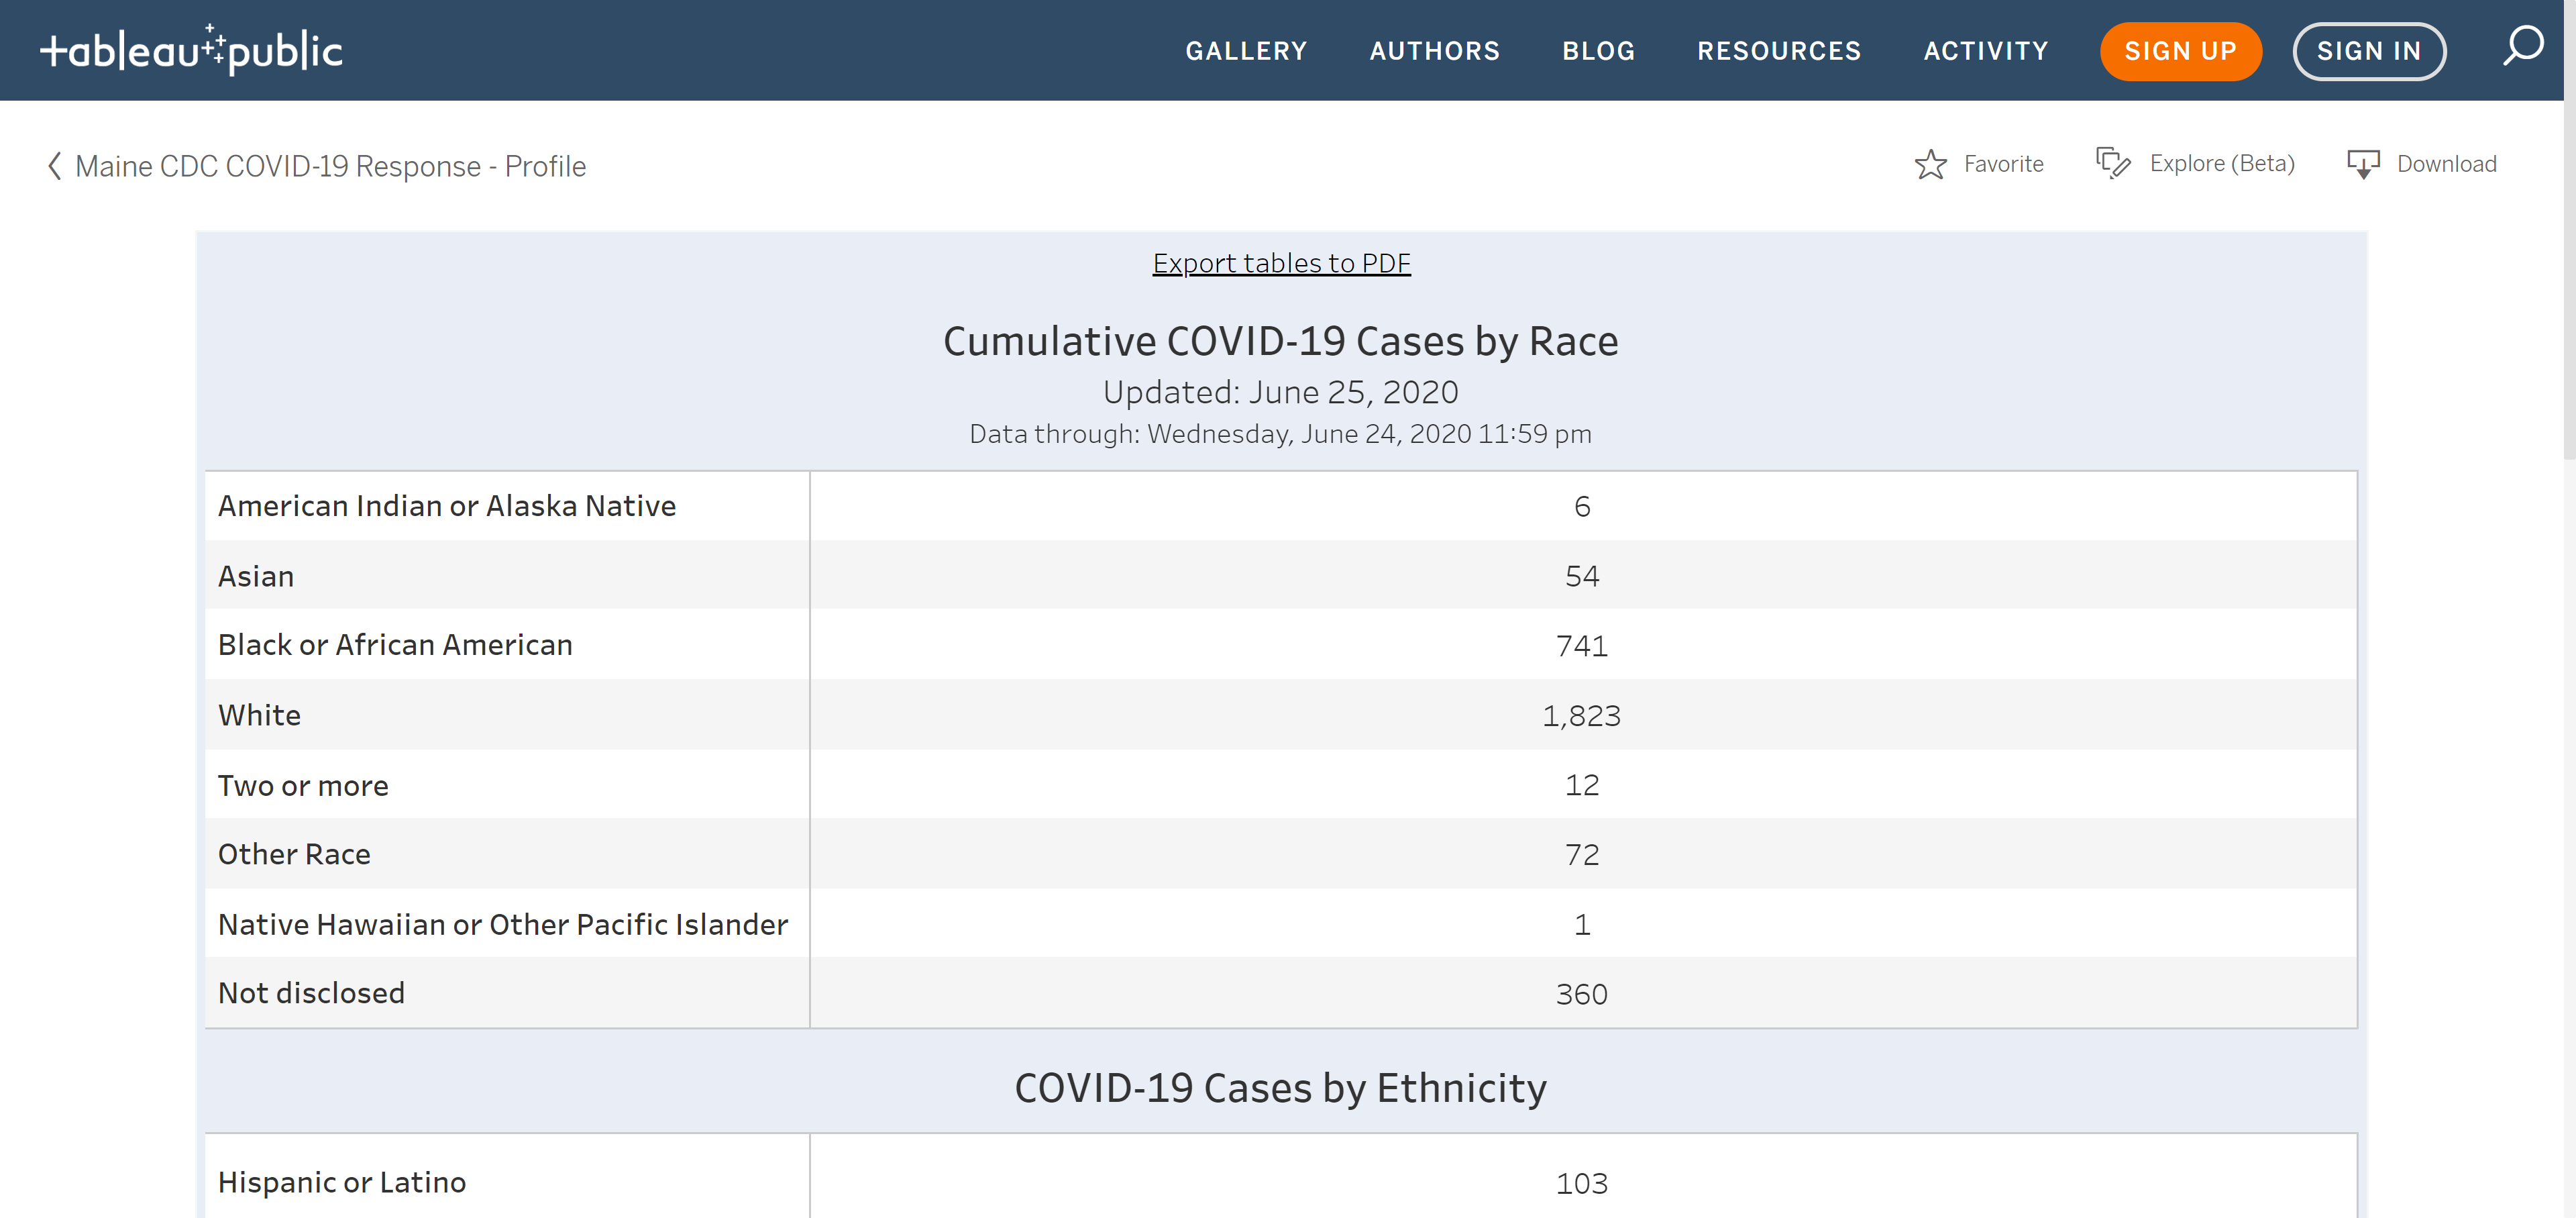 tableau public
GALLERY AUTHORS BLOG RESOURCES ACTIVITY SIGN UP SIGN IN
Maine CDC COVID-19 Response - Profile
Favorite Explore (Beta) Download
Export tables to PDF
Cumulative COVID-19 Cases by Race
Updated: June 25, 2020
Data through: Wednesday, June 24, 2020 11:59 pm
American Indian or Alaska Native 6
Asian 54
Black or African American 741
White 1,823
Two or more 12
Other Race 72
Native Hawaiian or Other Pacific Islander 1
Not disclosed 360
COVID-19 Cases by Ethnicity
Hispanic or Latino 103